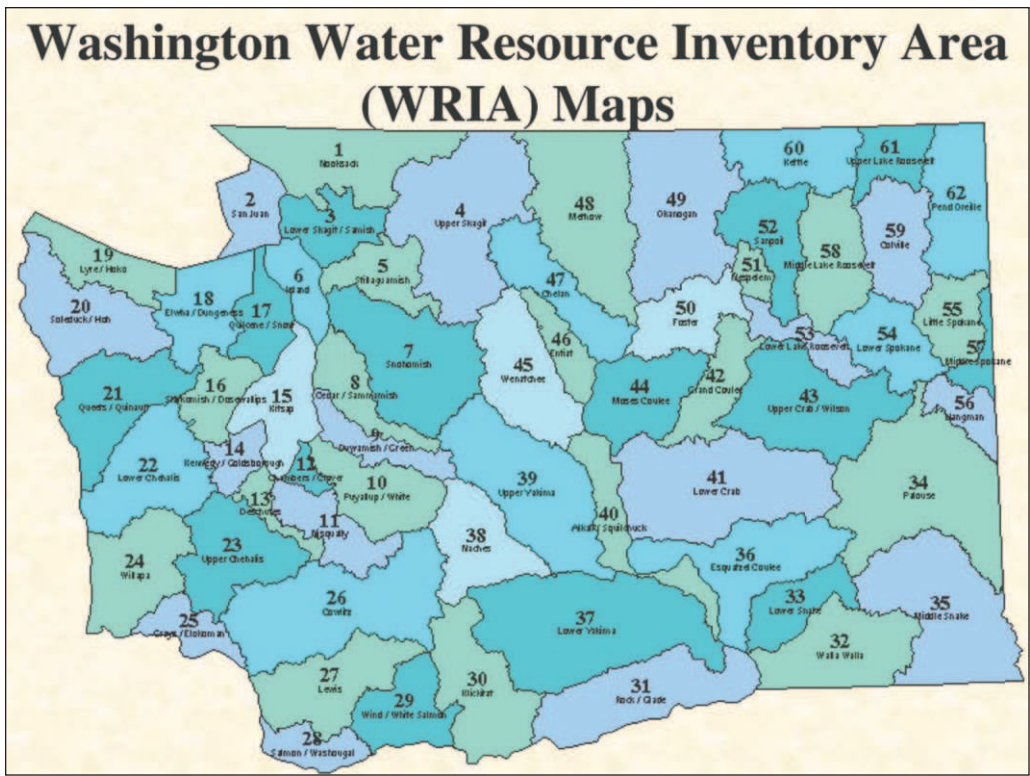 Washington Water Resource Inventory Area
(WRIA) Maps
1
Nooksack
2
San Juan
3
Lower Skagit / Samish
4
Upper Skagit
5
Stillaguamish
6
Island
7
Snohomish
8
Cedar / Sammamish
9
Duwamish / Green
10
Puyallup / White
11
Nisqually
12
Chambers / Clover
13
Deschutes
14
Kennedy / Goldsborough
15
Kitsap
16
Skokomish / Dosewallips
17
Quilcene / Snow
18
Elwha / Dungeness
19
Lyre / Hoko
20
Soleduck / Hoh
21
Queets / Quinault
22
Lower Chehalis
23
Upper Chehalis
24
Willapa
25
Grays / Elokoman
26
Cowlitz
27
Lewis
28
Salmon / Washougal
29
Wind / White Salmon
30
Klickitat
31
Rock / Glade
32
Walla Walla
33
Lower Snake
34
Palouse
35
Middle Snake
36
Esquatzel Coulee
37
Lower Yakima
38
Naches
39
Upper Yakima
40
Alkali / Squilchuck
41
Lower Crab
42
Grand Coulee
43
Upper Crab / Wilson
44
Moses Coulee
45
Wenatchee
46
Entiat
47
Chelan
48
Methow
49
Okanogan
50
Foster
51
Nespelem
52
Sanpoil
53
Lower Lake Roosevelt
54
Lower Spokane
55
Little Spokane
56
Hangman
57
Middle Spokane
58
Middle Lake Roosevelt
59
Colville
60
Kettle
61
Upper Lake Roosevelt
62
Pend Oreille